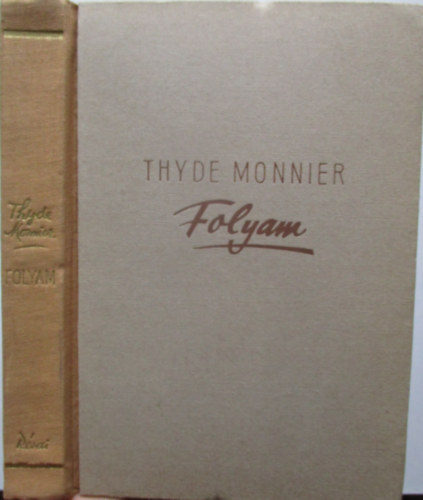 Thyde
Monnier
FOLYAM
Révai
THYDE MONNIER
Folyam